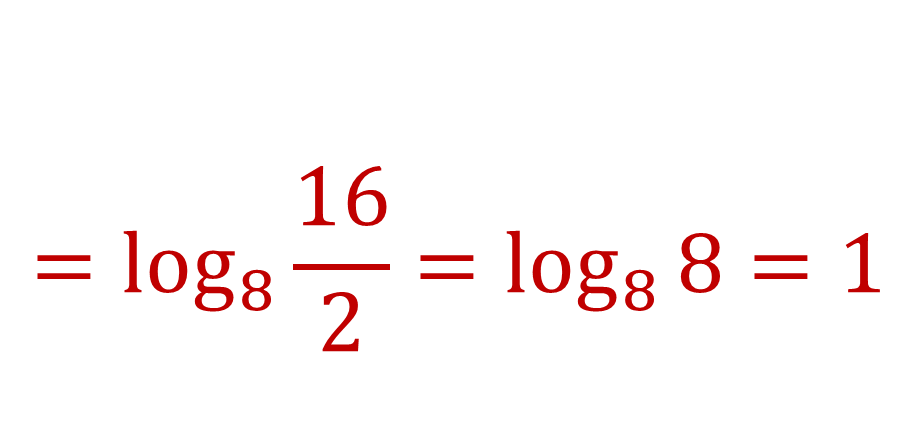 = log₈ 16/2 = log₈ 8 = 1